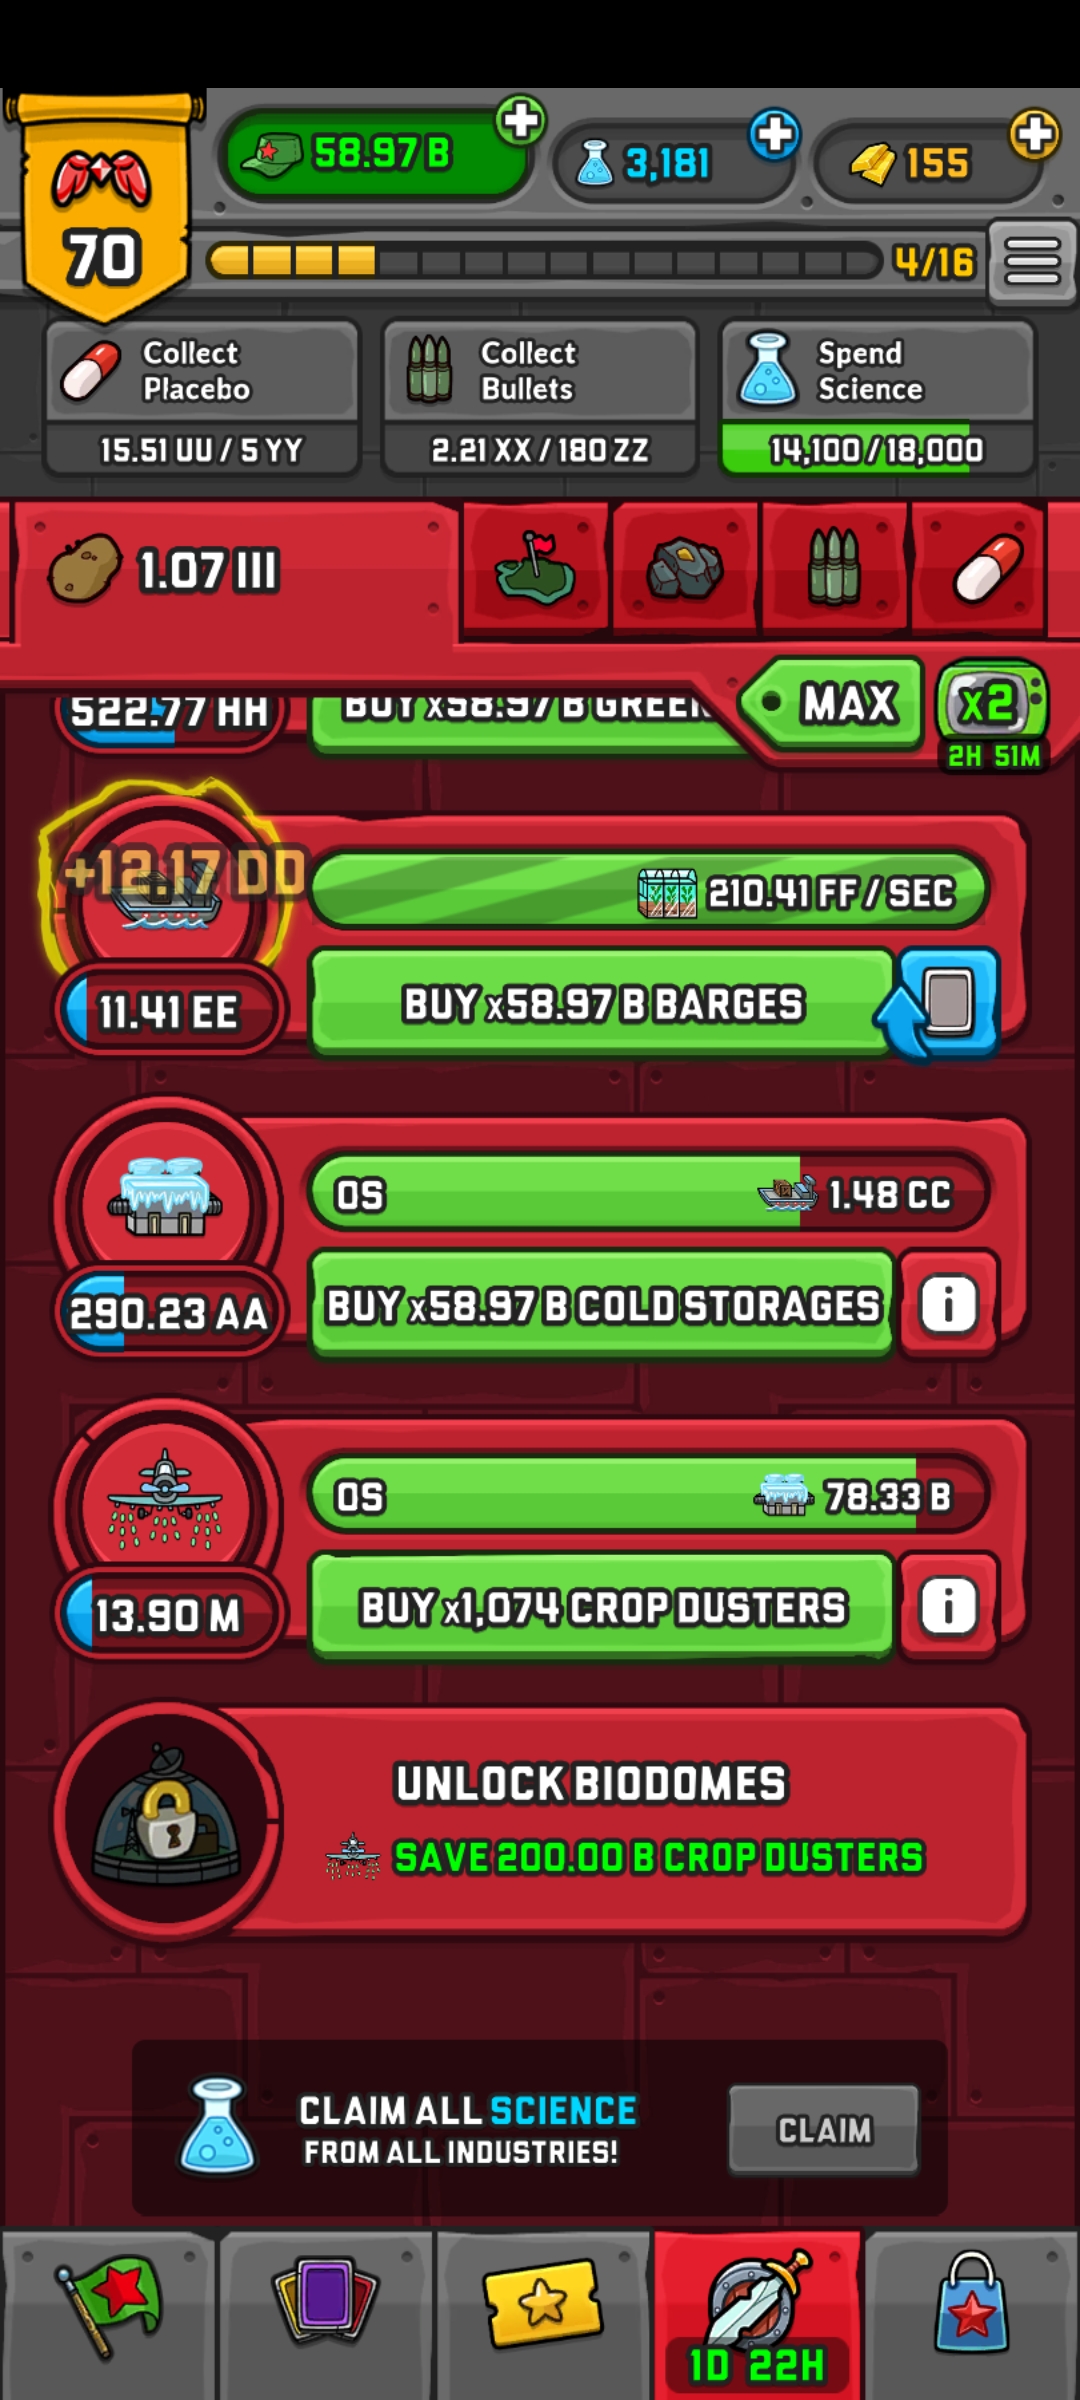 58.97 B
3,181
155
70
4/16
Collect
Placebo
15.51 UU / 5 YY
Collect
Bullets
2.21 XX / 180 ZZ
Spend
Science
14,100 / 18,000
1.07 III
MAX
x2
2H 51M
522.77 HH
BUY x58.97 B
+12.17 DD
210.41 FF / SEC
11.41 EE
BUY x58.97 B BARGES
0S
1.48 CC
290.23 AA
BUY x58.97 B COLD STORAGES
i
0S
78.33 B
13.90 M
BUY x1,074 CROP DUSTERS
i
UNLOCK BIODOMES
SAVE 200.00 B CROP DUSTERS
CLAIM ALL SCIENCE
FROM ALL INDUSTRIES!
CLAIM
1D 22H